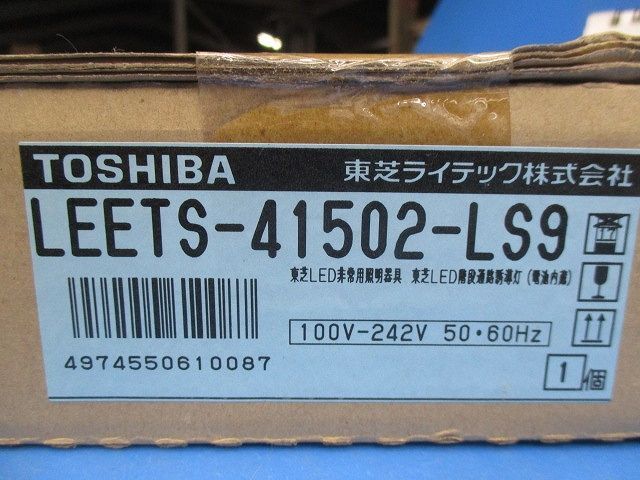 TOSHIBA 東芝ライテック株式会社
LEETS-41502-LS9
東芝LED非常用照明器具 東芝LED階段通路誘導灯(電池内蔵)
100V-242V 50・60Hz
4974550610087
1個